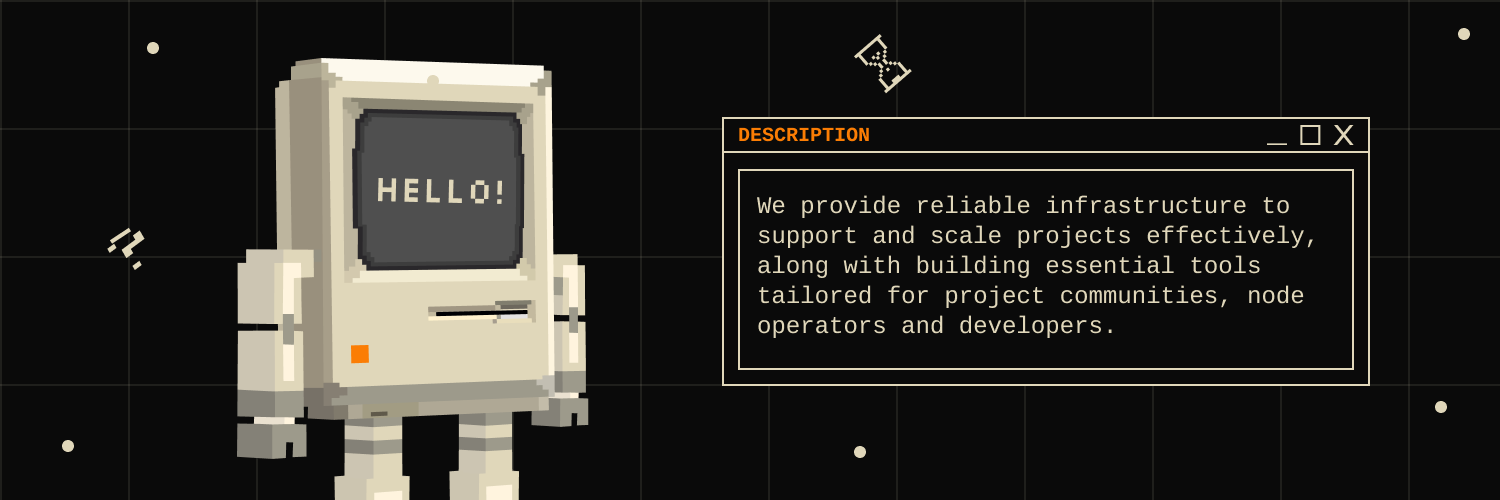 HELLO!
DESCRIPTION
We provide reliable infrastructure to
support and scale projects effectively,
along with building essential tools
tailored for project communities, node
operators and developers.